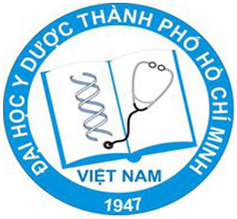 ĐẠI HỌC Y DƯỢC THÀNH PHỐ HỒ CHÍ MINH
VIỆT NAM
1947